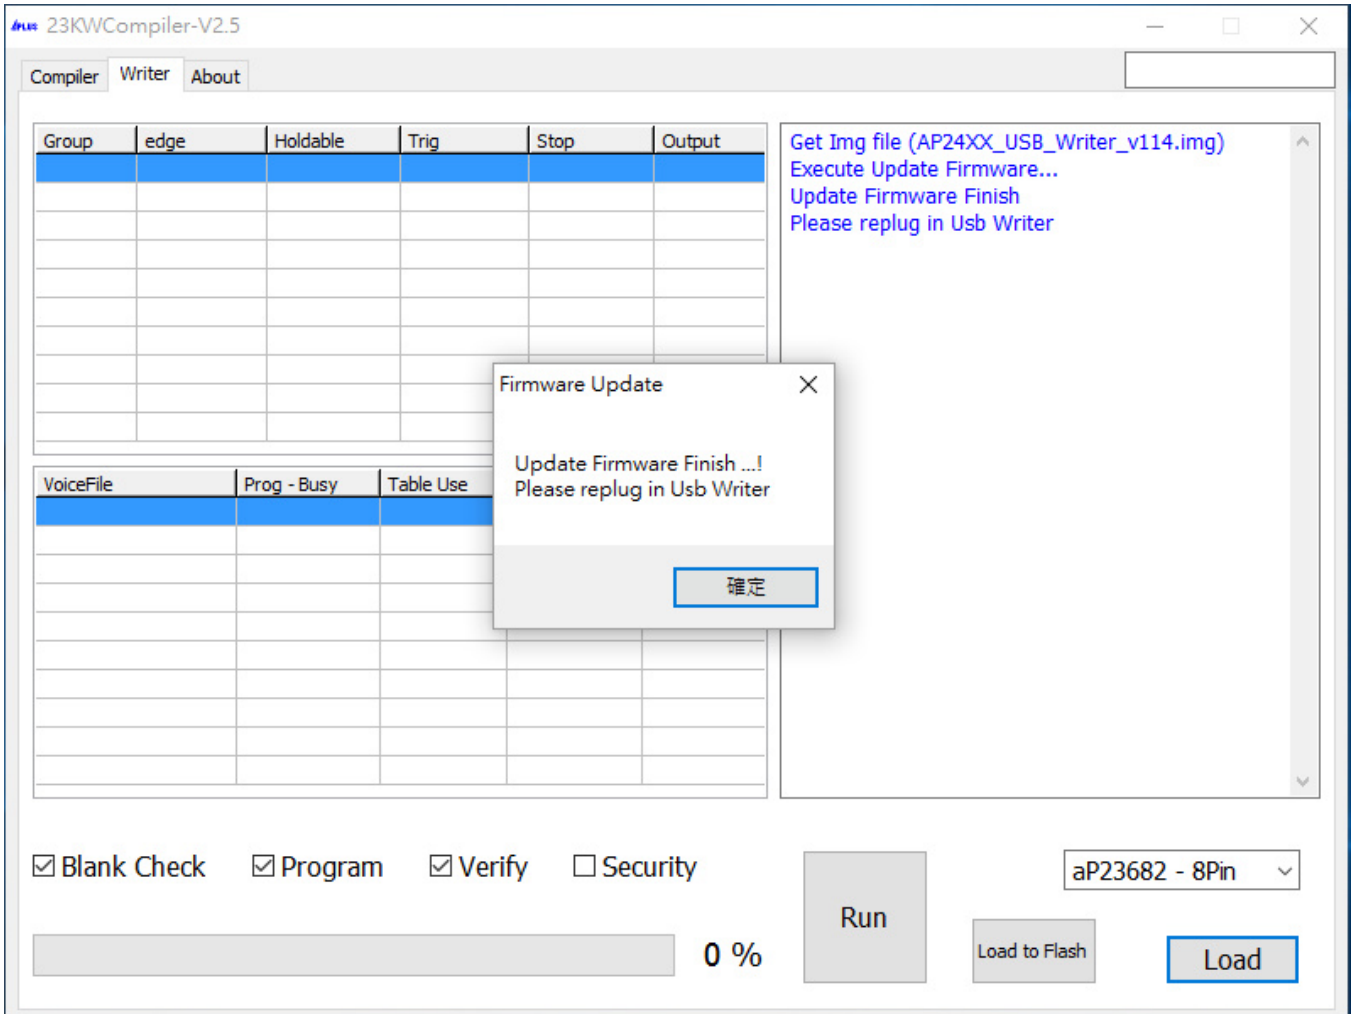 APLUS 23KWCompiler-V2.5
Compiler Writer About
Group edge Holdable Trig Stop Output
Get Img file (AP24XX_USB_Writer_v114.img)
Execute Update Firmware...
Update Firmware Finish
Please replug in Usb Writer
Firmware Update
Update Firmware Finish ...!
Please replug in Usb Writer
確定
VoiceFile Prog - Busy Table Use
Blank Check Program Verify Security
aP23682 - 8Pin
Run
Load to Flash
Load
0 %